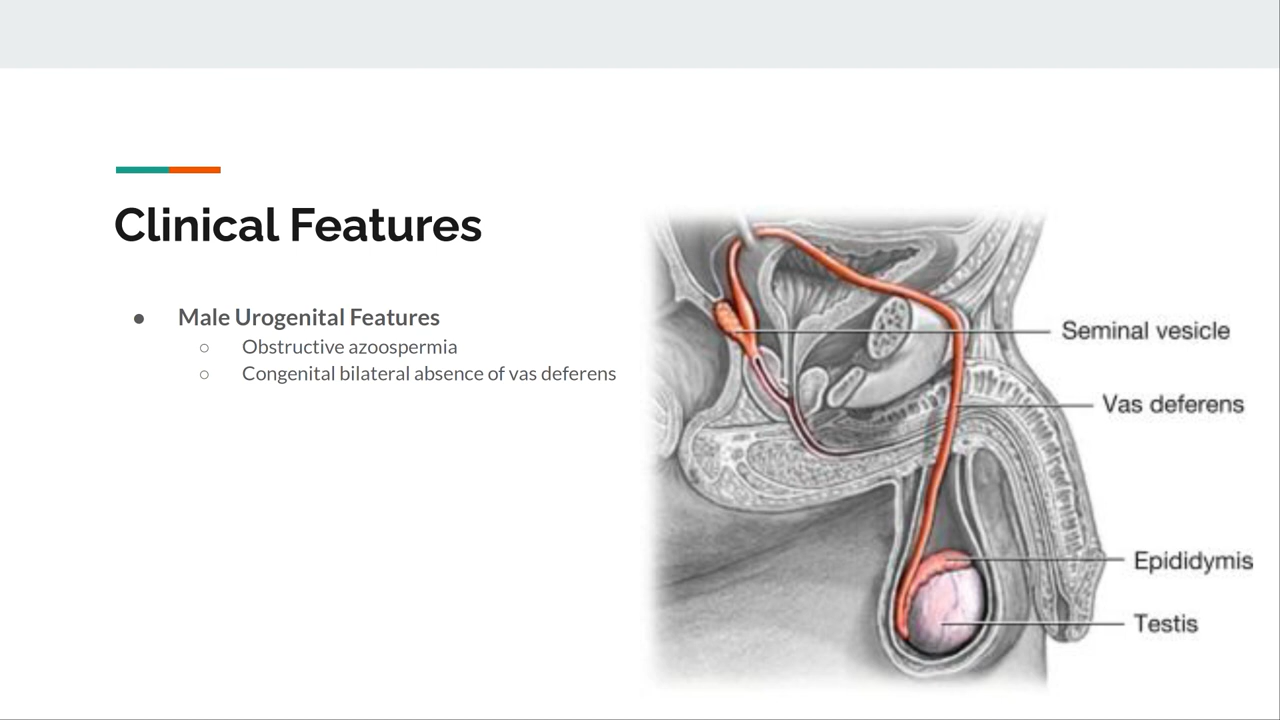 Clinical Features
● Male Urogenital Features
○ Obstructive azoospermia
○ Congenital bilateral absence of vas deferens
Seminal vesicle
Vas deferens
Epididymis
Testis